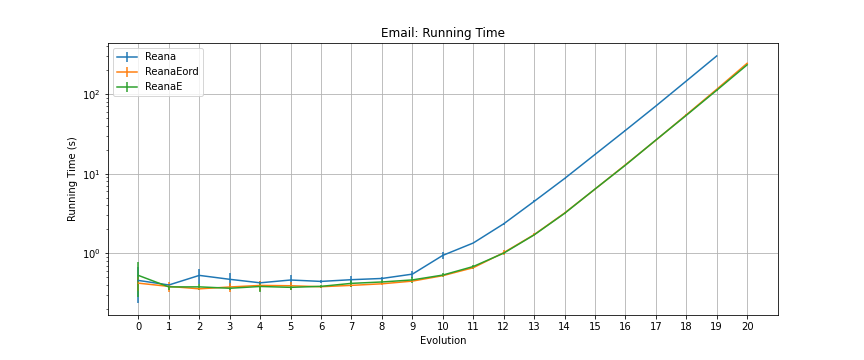 Email: Running Time
Reana
ReanaEord
ReanaE
Running Time (s)
10²
10¹
10⁰
0 1 2 3 4 5 6 7 8 9 10 11 12 13 14 15 16 17 18 19 20
Evolution